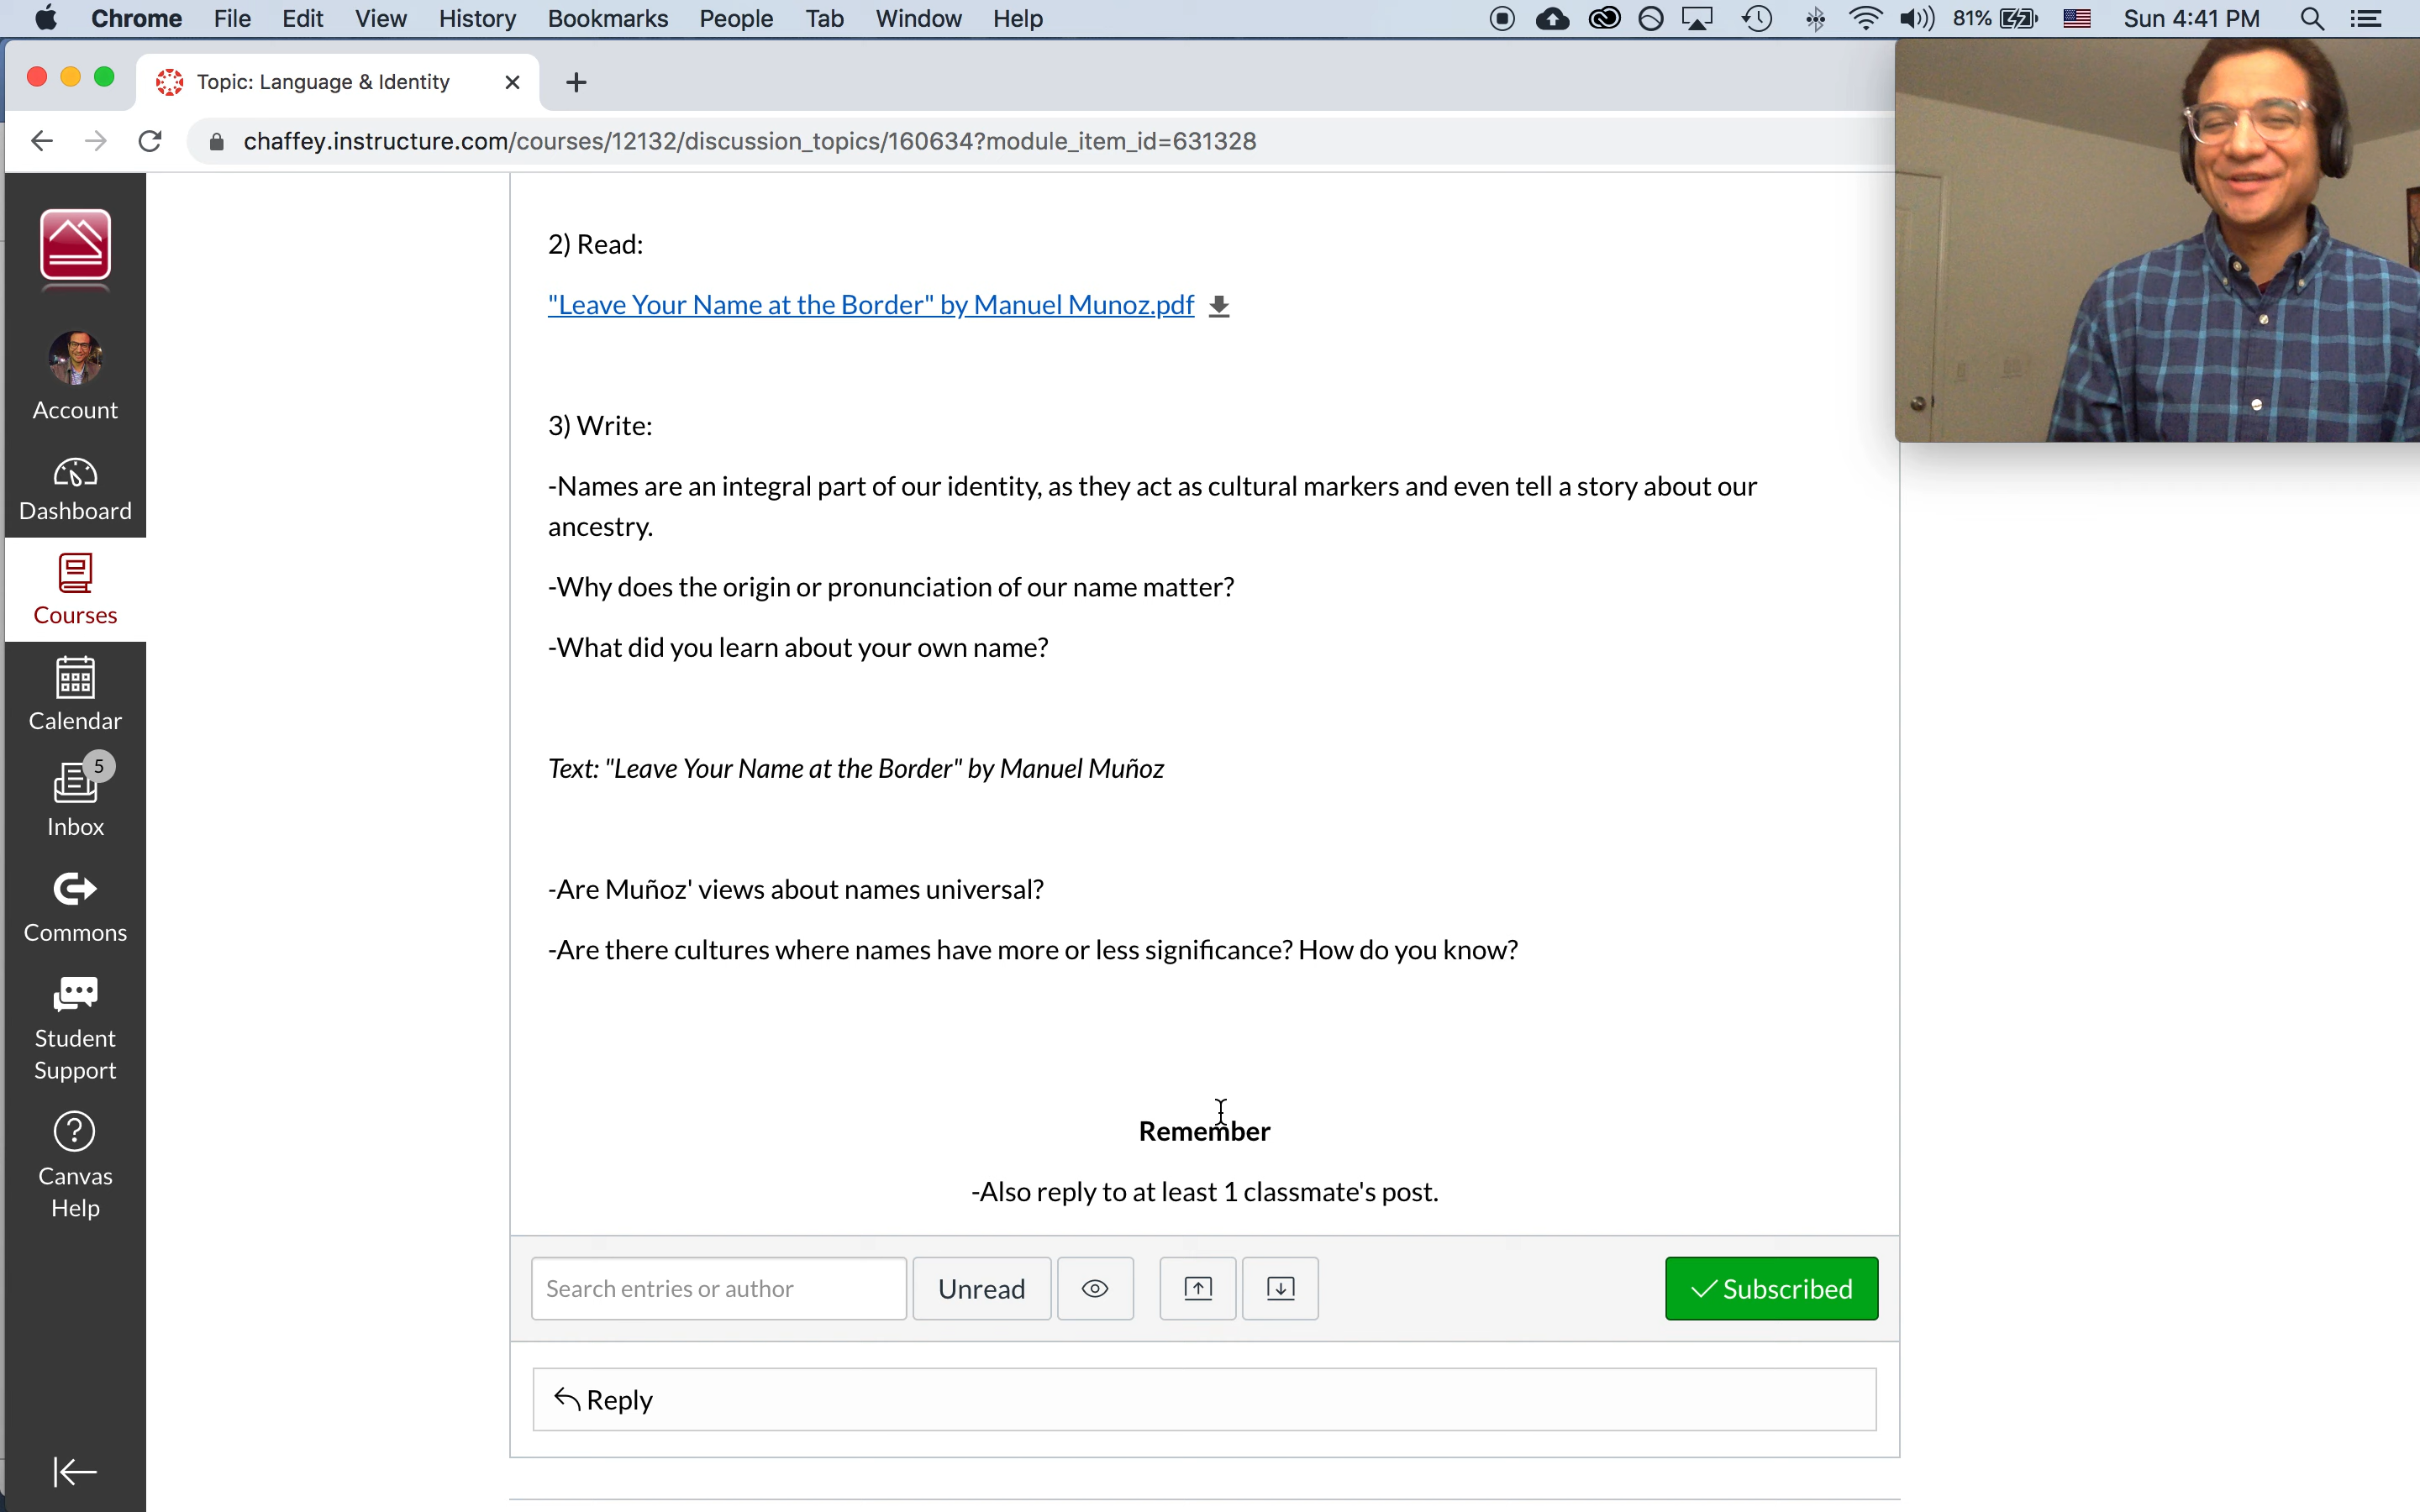 Chrome File Edit View History Bookmarks People Tab Window Help 81% Sun 4:41 PM
Topic: Language & Identity
chaffey.instructure.com/courses/12132/discussion_topics/160634?module_item_id=631328
Account
Dashboard
Courses
Calendar
5
Inbox
Commons
Student
Support
Canvas
Help
2) Read:
"Leave Your Name at the Border" by Manuel Munoz.pdf
3) Write:
-Names are an integral part of our identity, as they act as cultural markers and even tell a story about our
ancestry.
-Why does the origin or pronunciation of our name matter?
-What did you learn about your own name?
Text: "Leave Your Name at the Border" by Manuel Muñoz
-Are Muñoz' views about names universal?
-Are there cultures where names have more or less significance? How do you know?
Remember
-Also reply to at least 1 classmate's post.
Search entries or author Unread Subscribed
Reply